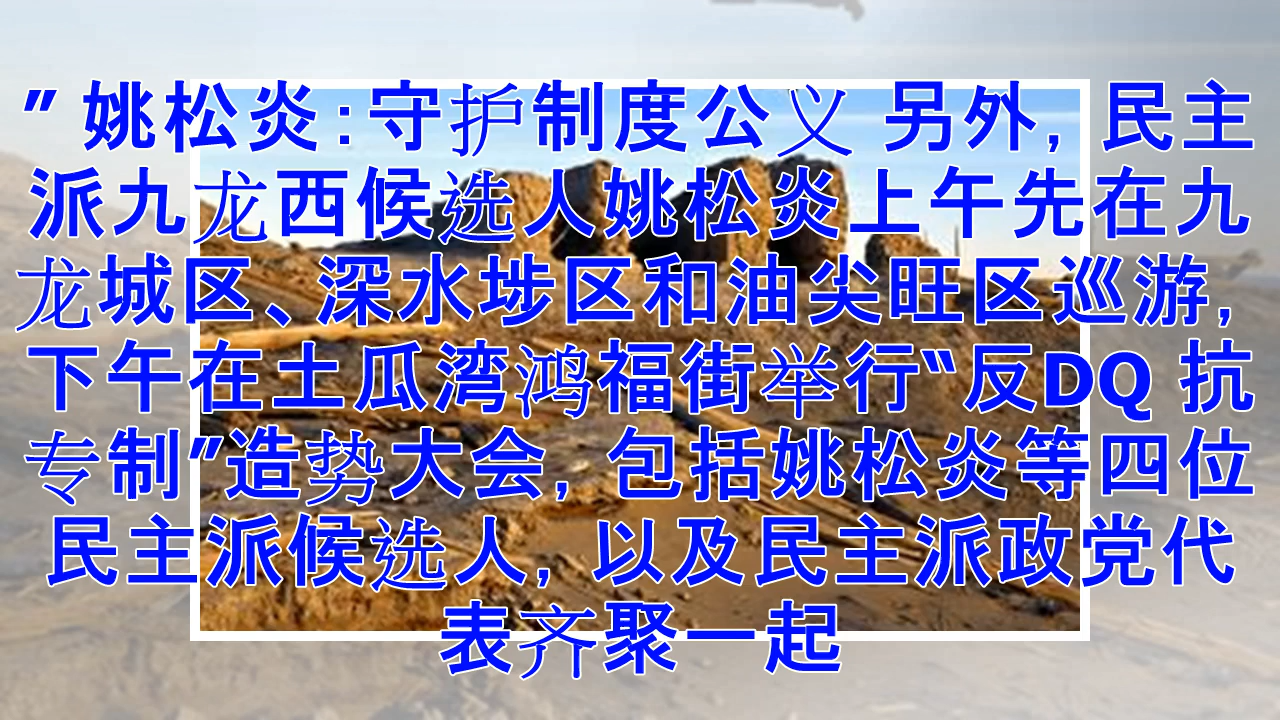 ” 姚松炎:守护制度公义 另外, 民主
派九龙西候选人姚松炎上午先在九
龙城区、深水埗区和油尖旺区巡游,
下午在土瓜湾鸿福街举行“反DQ 抗
专制”造势大会, 包括姚松炎等四位
民主派候选人, 以及民主派政党代
表齐聚一起